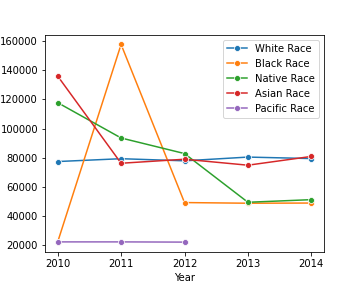 160000
140000
120000
100000
80000
60000
40000
20000
White Race
Black Race
Native Race
Asian Race
Pacific Race
2010 2011 2012 2013 2014
Year